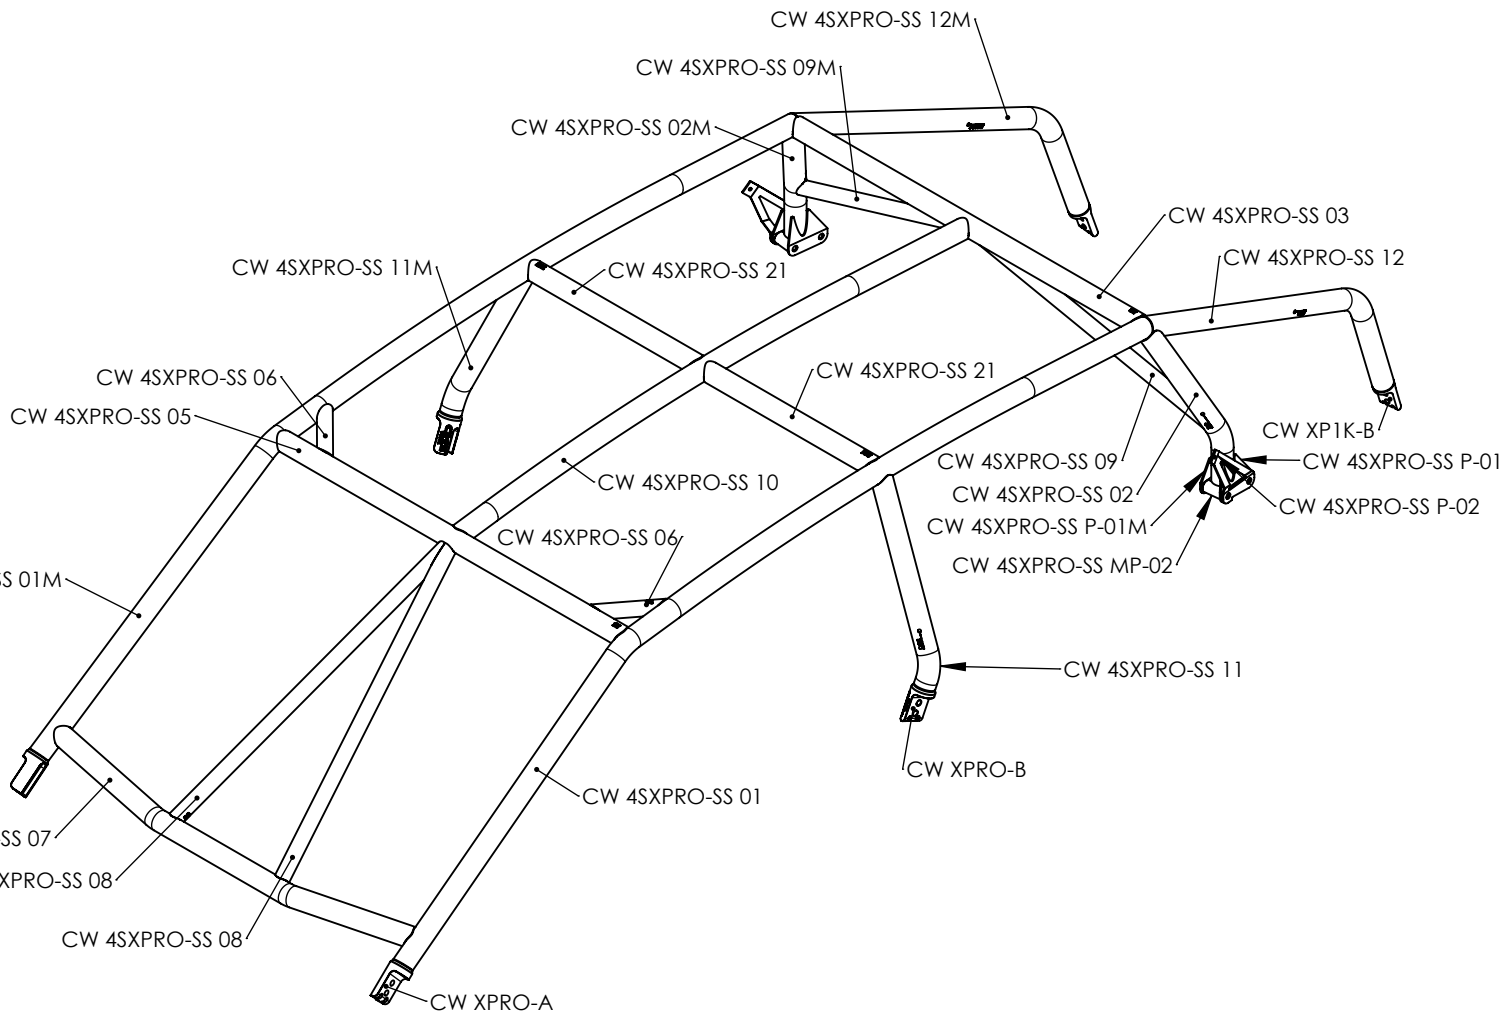 CW 4SXPRO-SS 12M
CW 4SXPRO-SS 09M
CW 4SXPRO-SS 02M
CW 4SXPRO-SS 03
CW 4SXPRO-SS 12
CW 4SXPRO-SS 11M
CW 4SXPRO-SS 21
CW 4SXPRO-SS 06
CW 4SXPRO-SS 21
CW 4SXPRO-SS 05
CW XP1K-B
CW 4SXPRO-SS 09
CW 4SXPRO-SS P-01
CW 4SXPRO-SS 10
CW 4SXPRO-SS 02
CW 4SXPRO-SS P-02
CW 4SXPRO-SS P-01M
CW 4SXPRO-SS 06
CW 4SXPRO-SS MP-02
SS 01M
CW 4SXPRO-SS 11
CW XPRO-B
CW 4SXPRO-SS 01
SS 07
XPRO-SS 08
CW 4SXPRO-SS 08
CW XPRO-A